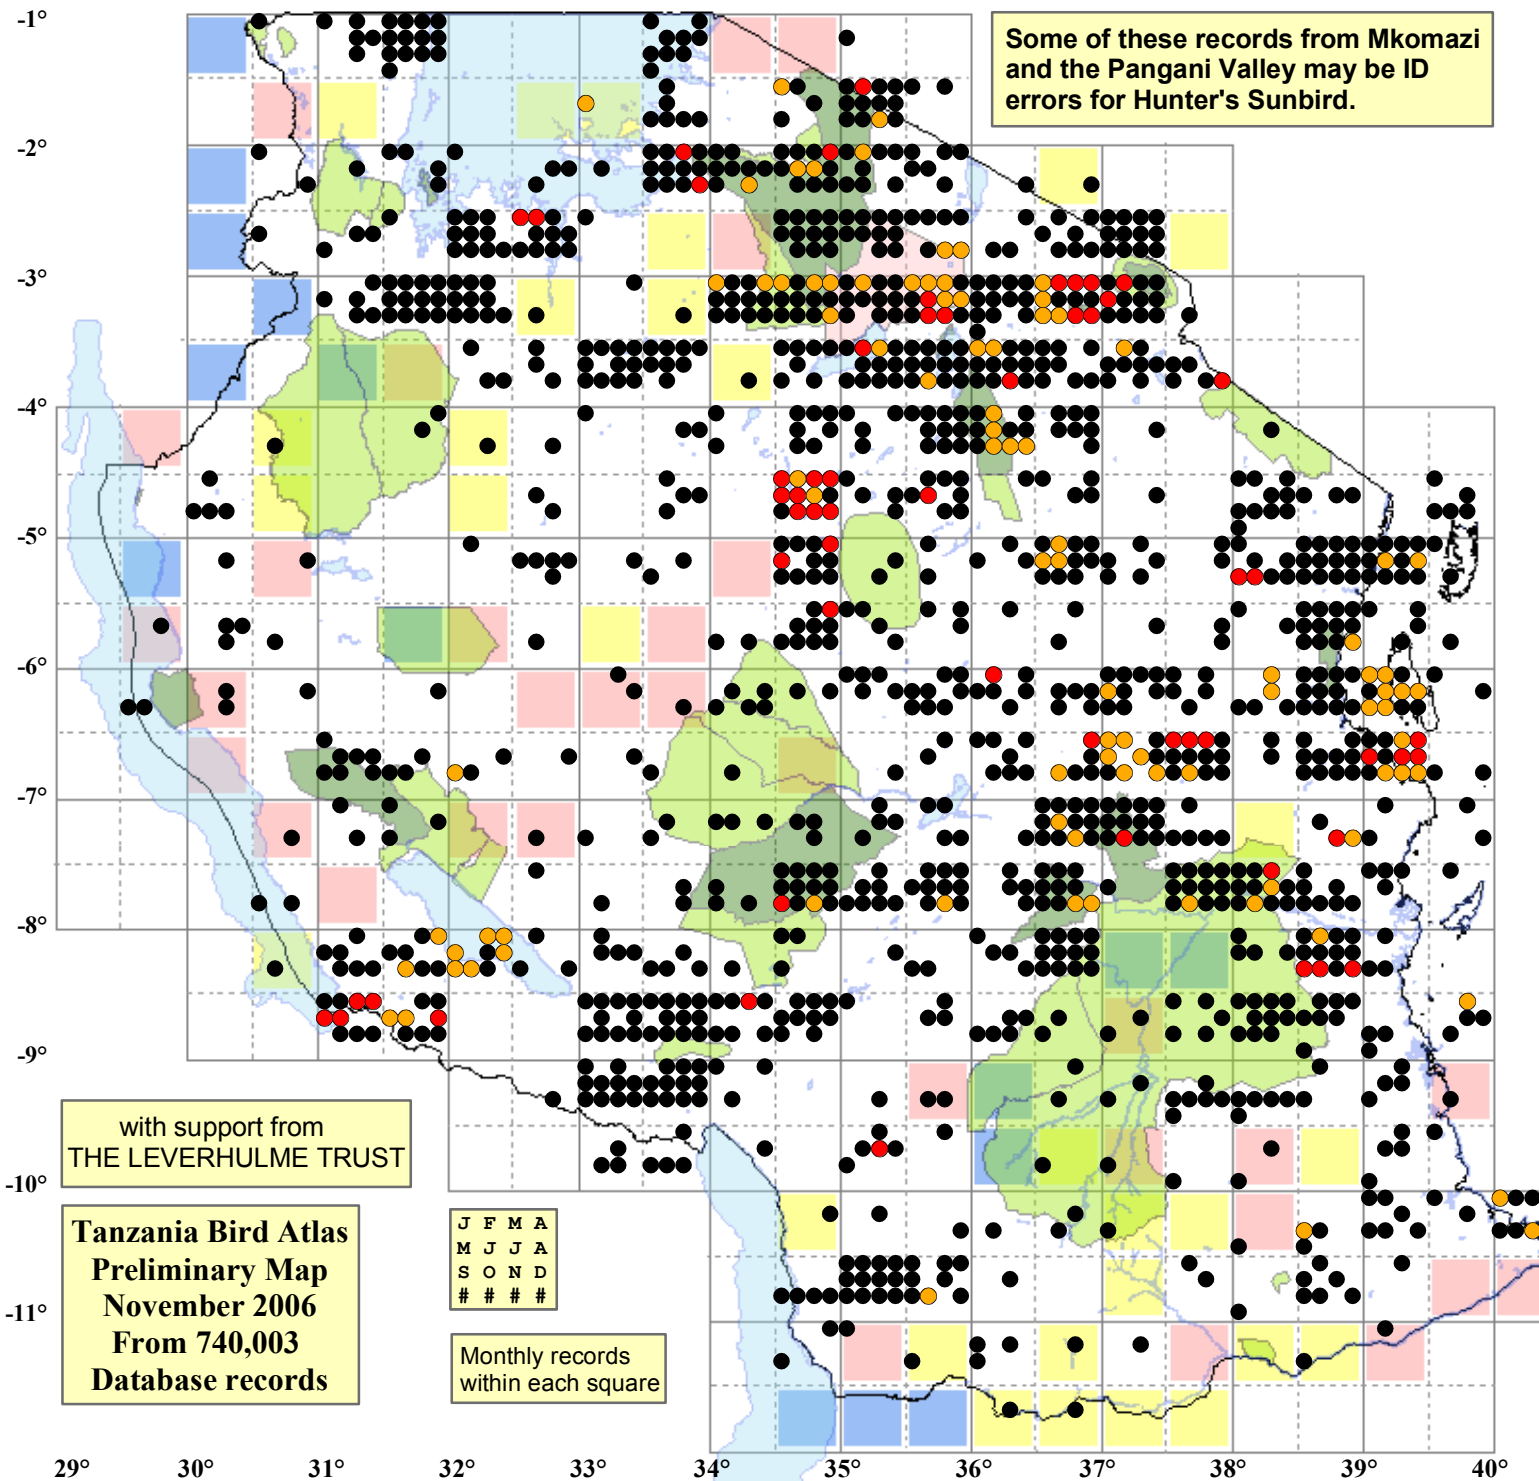 -1°
Some of these records from Mkomazi
and the Pangani Valley may be ID
errors for Hunter's Sunbird.
-2°
-3°
-4°
-5°
-6°
-7°
-8°
-9°
with support from
THE LEVERHULME TRUST
-10°
Tanzania Bird Atlas
Preliminary Map
November 2006
From 740,003
Database records
J F M A
M J J A
S O N D
# # # #
-11°
Monthly records
within each square
29° 30° 31° 32° 33° 34° 35° 36° 37° 38° 39° 40°